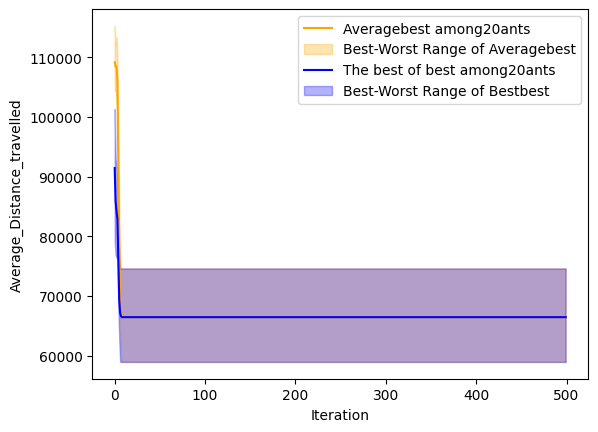 Averagebest among20ants
Best-Worst Range of Averagebest
The best of best among20ants
Best-Worst Range of Bestbest
Average_Distance_travelled
110000
100000
90000
80000
70000
60000
0 100 200 300 400 500
Iteration